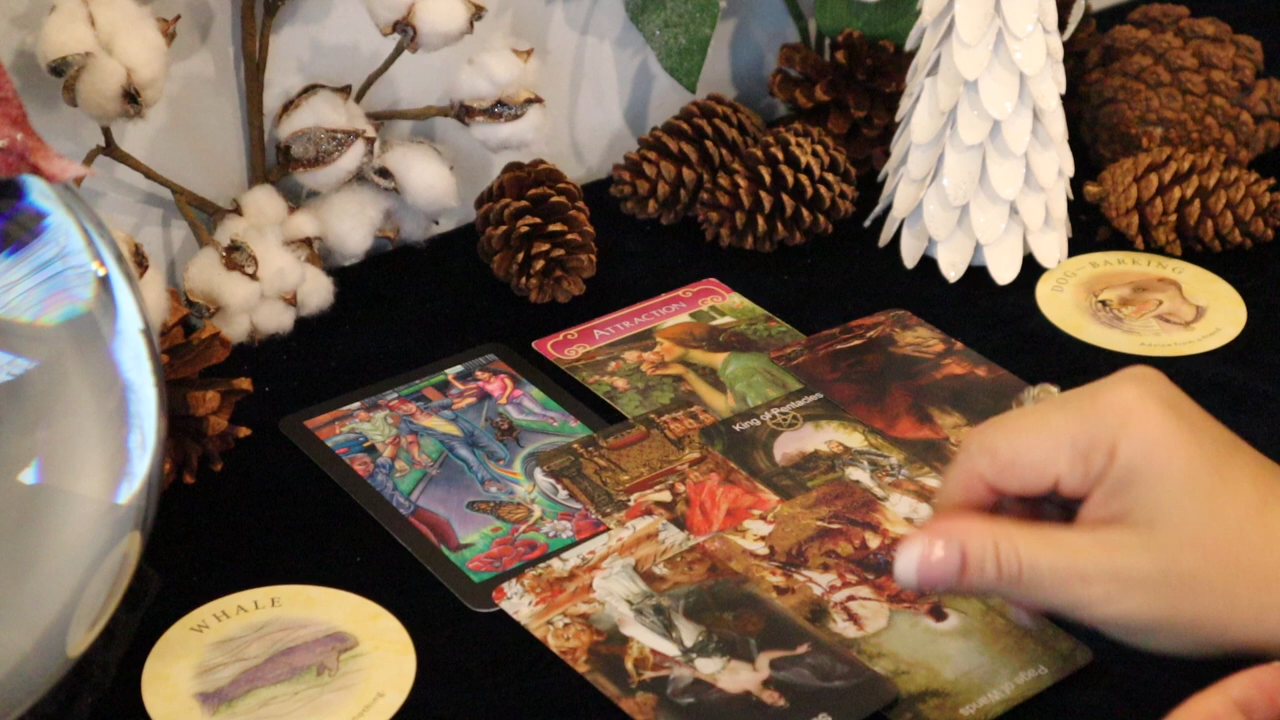 DOG-BARKING
ATTRACTION
King of Pentacles
WHALE
Page of Wands